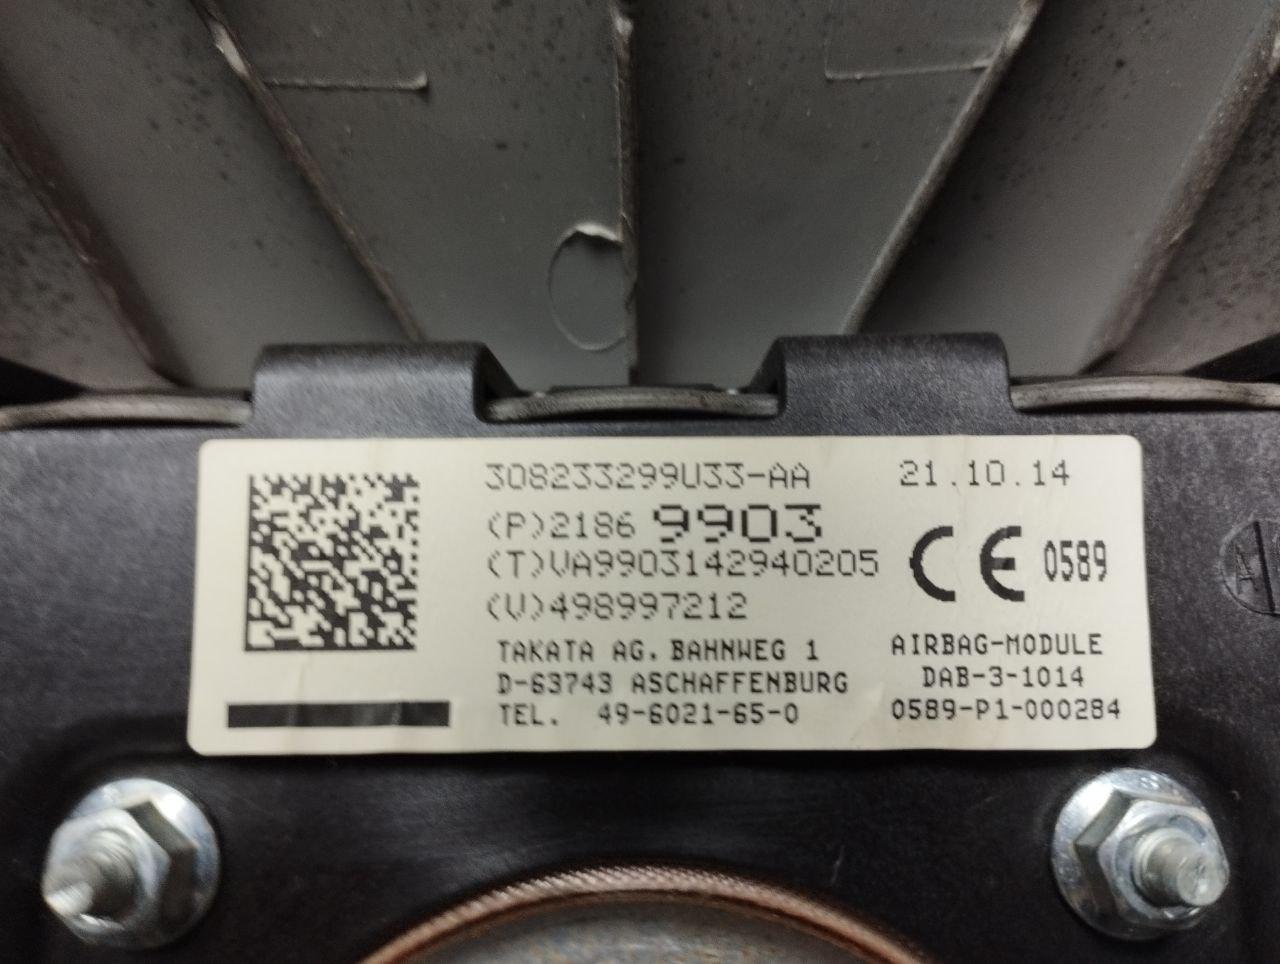 308233299U33-AA 21.10.14
(P)2186 9903
(T)VA9903142940205
(V)498997212
CE 0589
TAKATA AG. BAHNWEG 1
D-63743 ASCHAFFENBURG
TEL. 49-6021-65-0
AIRBAG-MODULE
DAB-3-1014
0589-P1-000284